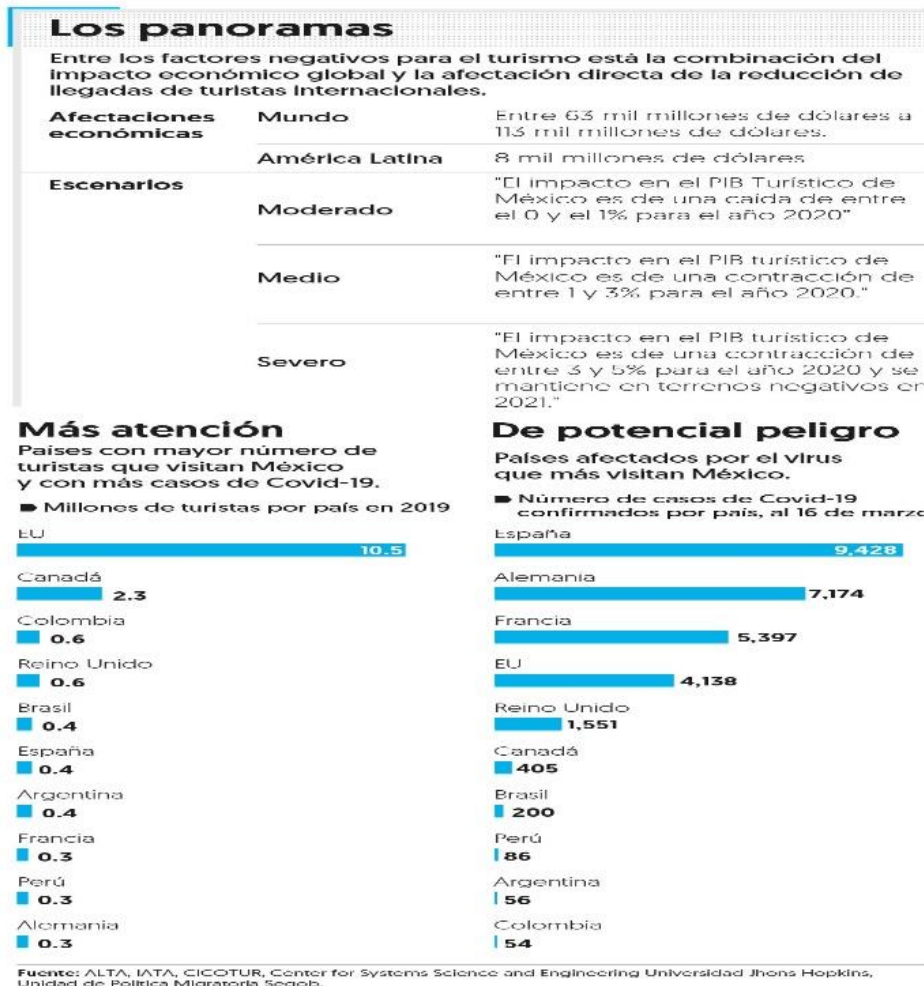 Los panoramas
Entre los factores negativos para el turismo está la combinación del
impacto económico global y la afectación directa de la reducción de
llegadas de turistas internacionales.
Afectaciones
económicas
Mundo
Entre 63 mil millones de dólares a
113 mil millones de dólares.
América Latina
8 mil millones de dólares
Escenarios
Moderado
"El impacto en el PIB Turístico de
México es de una caída de entre
el 0 y el 1% para el año 2020"
Medio
"El impacto en el PIB turístico de
México es de una contracción de
entre 1 y 3% para el año 2020."
Severo
"El impacto en el PIB turístico de
México es de una contracción de
entre 3 y 5% para el año 2020 y se
mantiene en terrenos negativos en
2021."
Más atención
Países con mayor número de
turistas que visitan México
y con más casos de Covid-19.
Millones de turistas por país en 2019
EU
10.5
Canadá
2.3
Colombia
0.6
Reino Unido
0.6
Brasil
0.4
España
0.4
Argentina
0.4
Francia
0.3
Perú
0.3
Alemania
0.3
De potencial peligro
Países afectados por el virus
que más visitan México.
Número de casos de Covid-19
confirmados por país, al 16 de marzo
España
9,428
Alemania
7,174
Francia
5,397
EU
4,138
Reino Unido
1,551
Canadá
405
Brasil
200
Perú
86
Argentina
56
Colombia
54
Fuente: ALTA, IATA, CICOTUR, Center for Systems Science and Engineering Universidad Jhons Hopkins,
Unidad de Política Migratoria Segob.